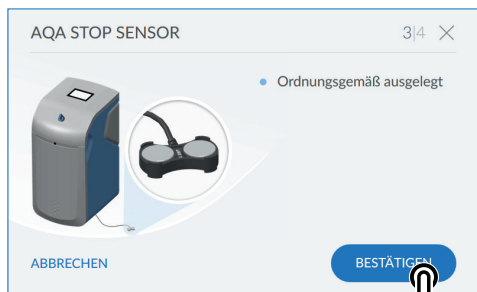 AQA STOP SENSOR
3|4
Ordnungsgemäß ausgelegt
ABBRECHEN
BESTÄTIGEN